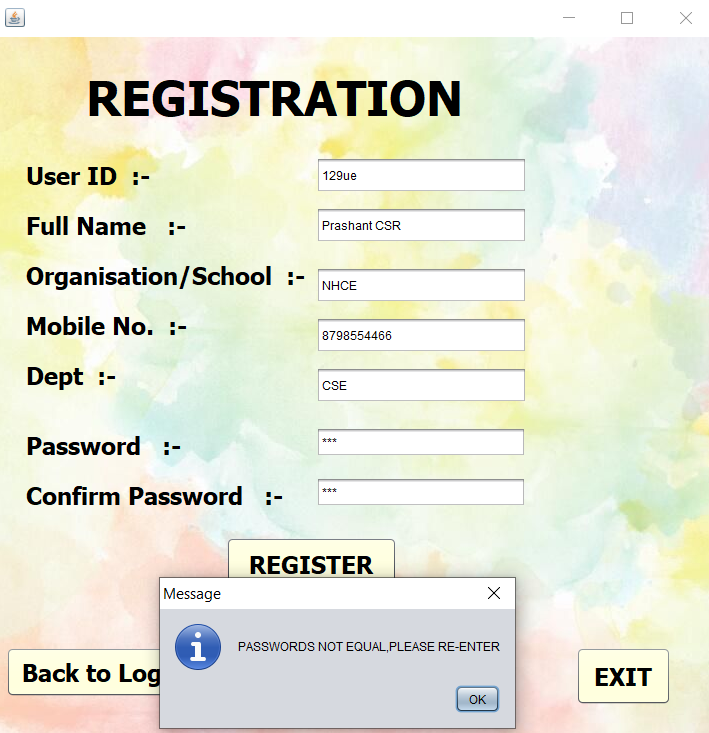 REGISTRATION
User ID :- 129ue
Full Name :- Prashant CSR
Organisation/School :- NHCE
Mobile No. :- 8798554466
Dept :- CSE
Password :- ***
Confirm Password :- ***
REGISTER
Message
PASSWORDS NOT EQUAL,PLEASE RE-ENTER
OK
Back to Log
EXIT